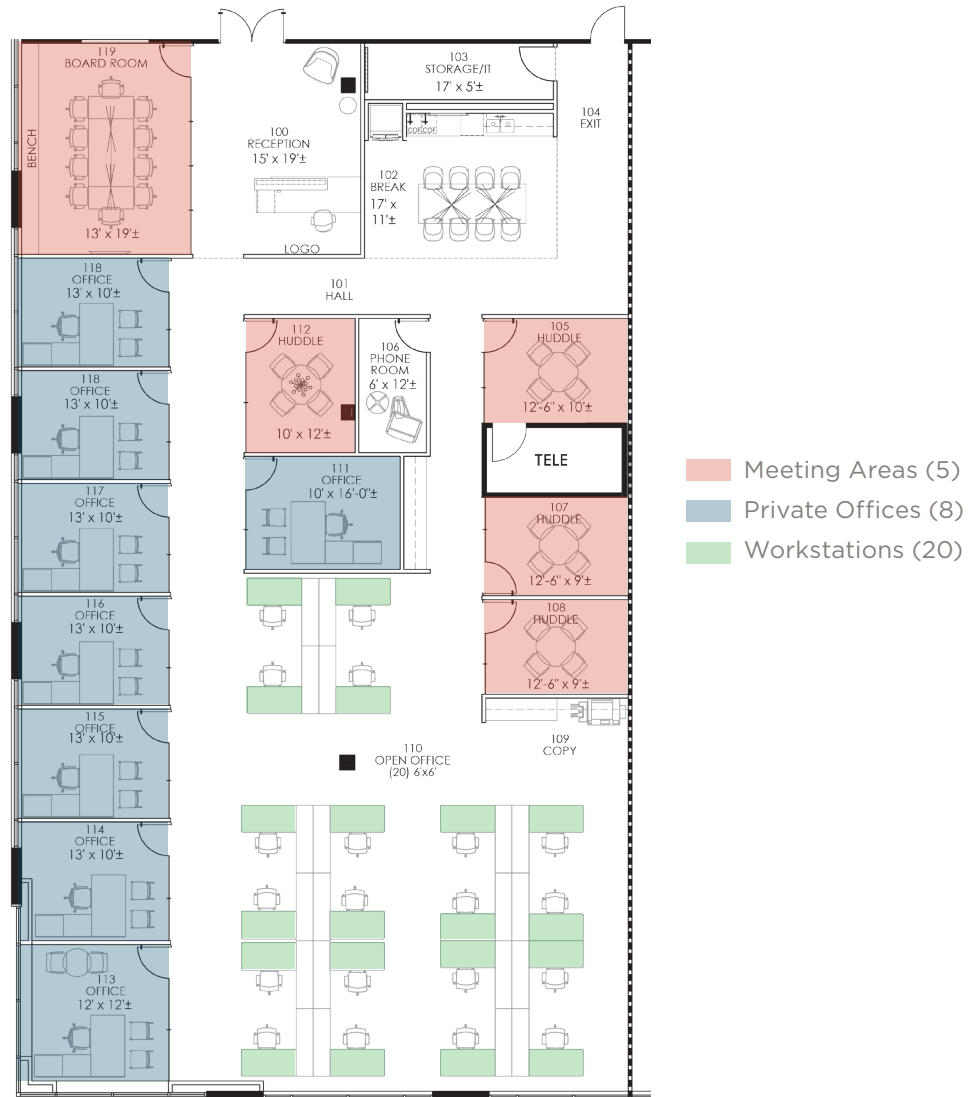 119
BOARD ROOM
BENCH
13' x 19'±
103
STORAGE/IT
17' x 5'±
104
EXIT
100
RECEPTION
15' x 19'±
LOGO
COF COF
102
BREAK
17' x
11'±
118
OFFICE
13' x 10'±
101
HALL
112
HUDDLE
10' x 12'±
106
PHONE
ROOM
6' x 12'±
105
HUDDLE
12'-6" x 10'±
118
OFFICE
13' x 10'±
TELE
111
OFFICE
10' x 16'-0"±
117
OFFICE
13' x 10'±
107
HUDDLE
12'-6" x 9'±
116
OFFICE
13' x 10'±
108
HUDDLE
12'-6" x 9'±
115
OFFICE
13' x 10'±
110
OPEN OFFICE
(20) 6'x6'
109
COPY
114
OFFICE
13' x 10'±
113
OFFICE
12' x 12'±
Meeting Areas (5)
Private Offices (8)
Workstations (20)